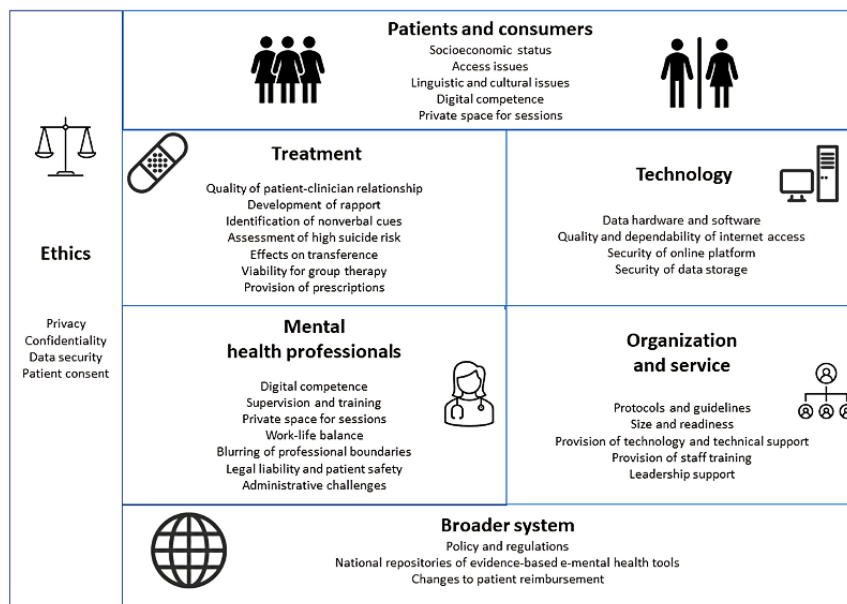 Patients and consumers
Socioeconomic status
Access issues
Linguistic and cultural issues
Digital competence
Private space for sessions
Ethics
Privacy
Confidentiality
Data security
Patient consent
Treatment
Quality of patient-clinician relationship
Development of rapport
Identification of nonverbal cues
Assessment of high suicide risk
Effects on transference
Viability for group therapy
Provision of prescriptions
Technology
Data hardware and software
Quality and dependability of internet access
Security of online platform
Security of data storage
Mental
health professionals
Digital competence
Supervision and training
Private space for sessions
Work-life balance
Blurring of professional boundaries
Legal liability and patient safety
Administrative challenges
Organization
and service
Protocols and guidelines
Size and readiness
Provision of technology and technical support
Provision of staff training
Leadership support
Broader system
Policy and regulations
National repositories of evidence-based e-mental health tools
Changes to patient reimbursement